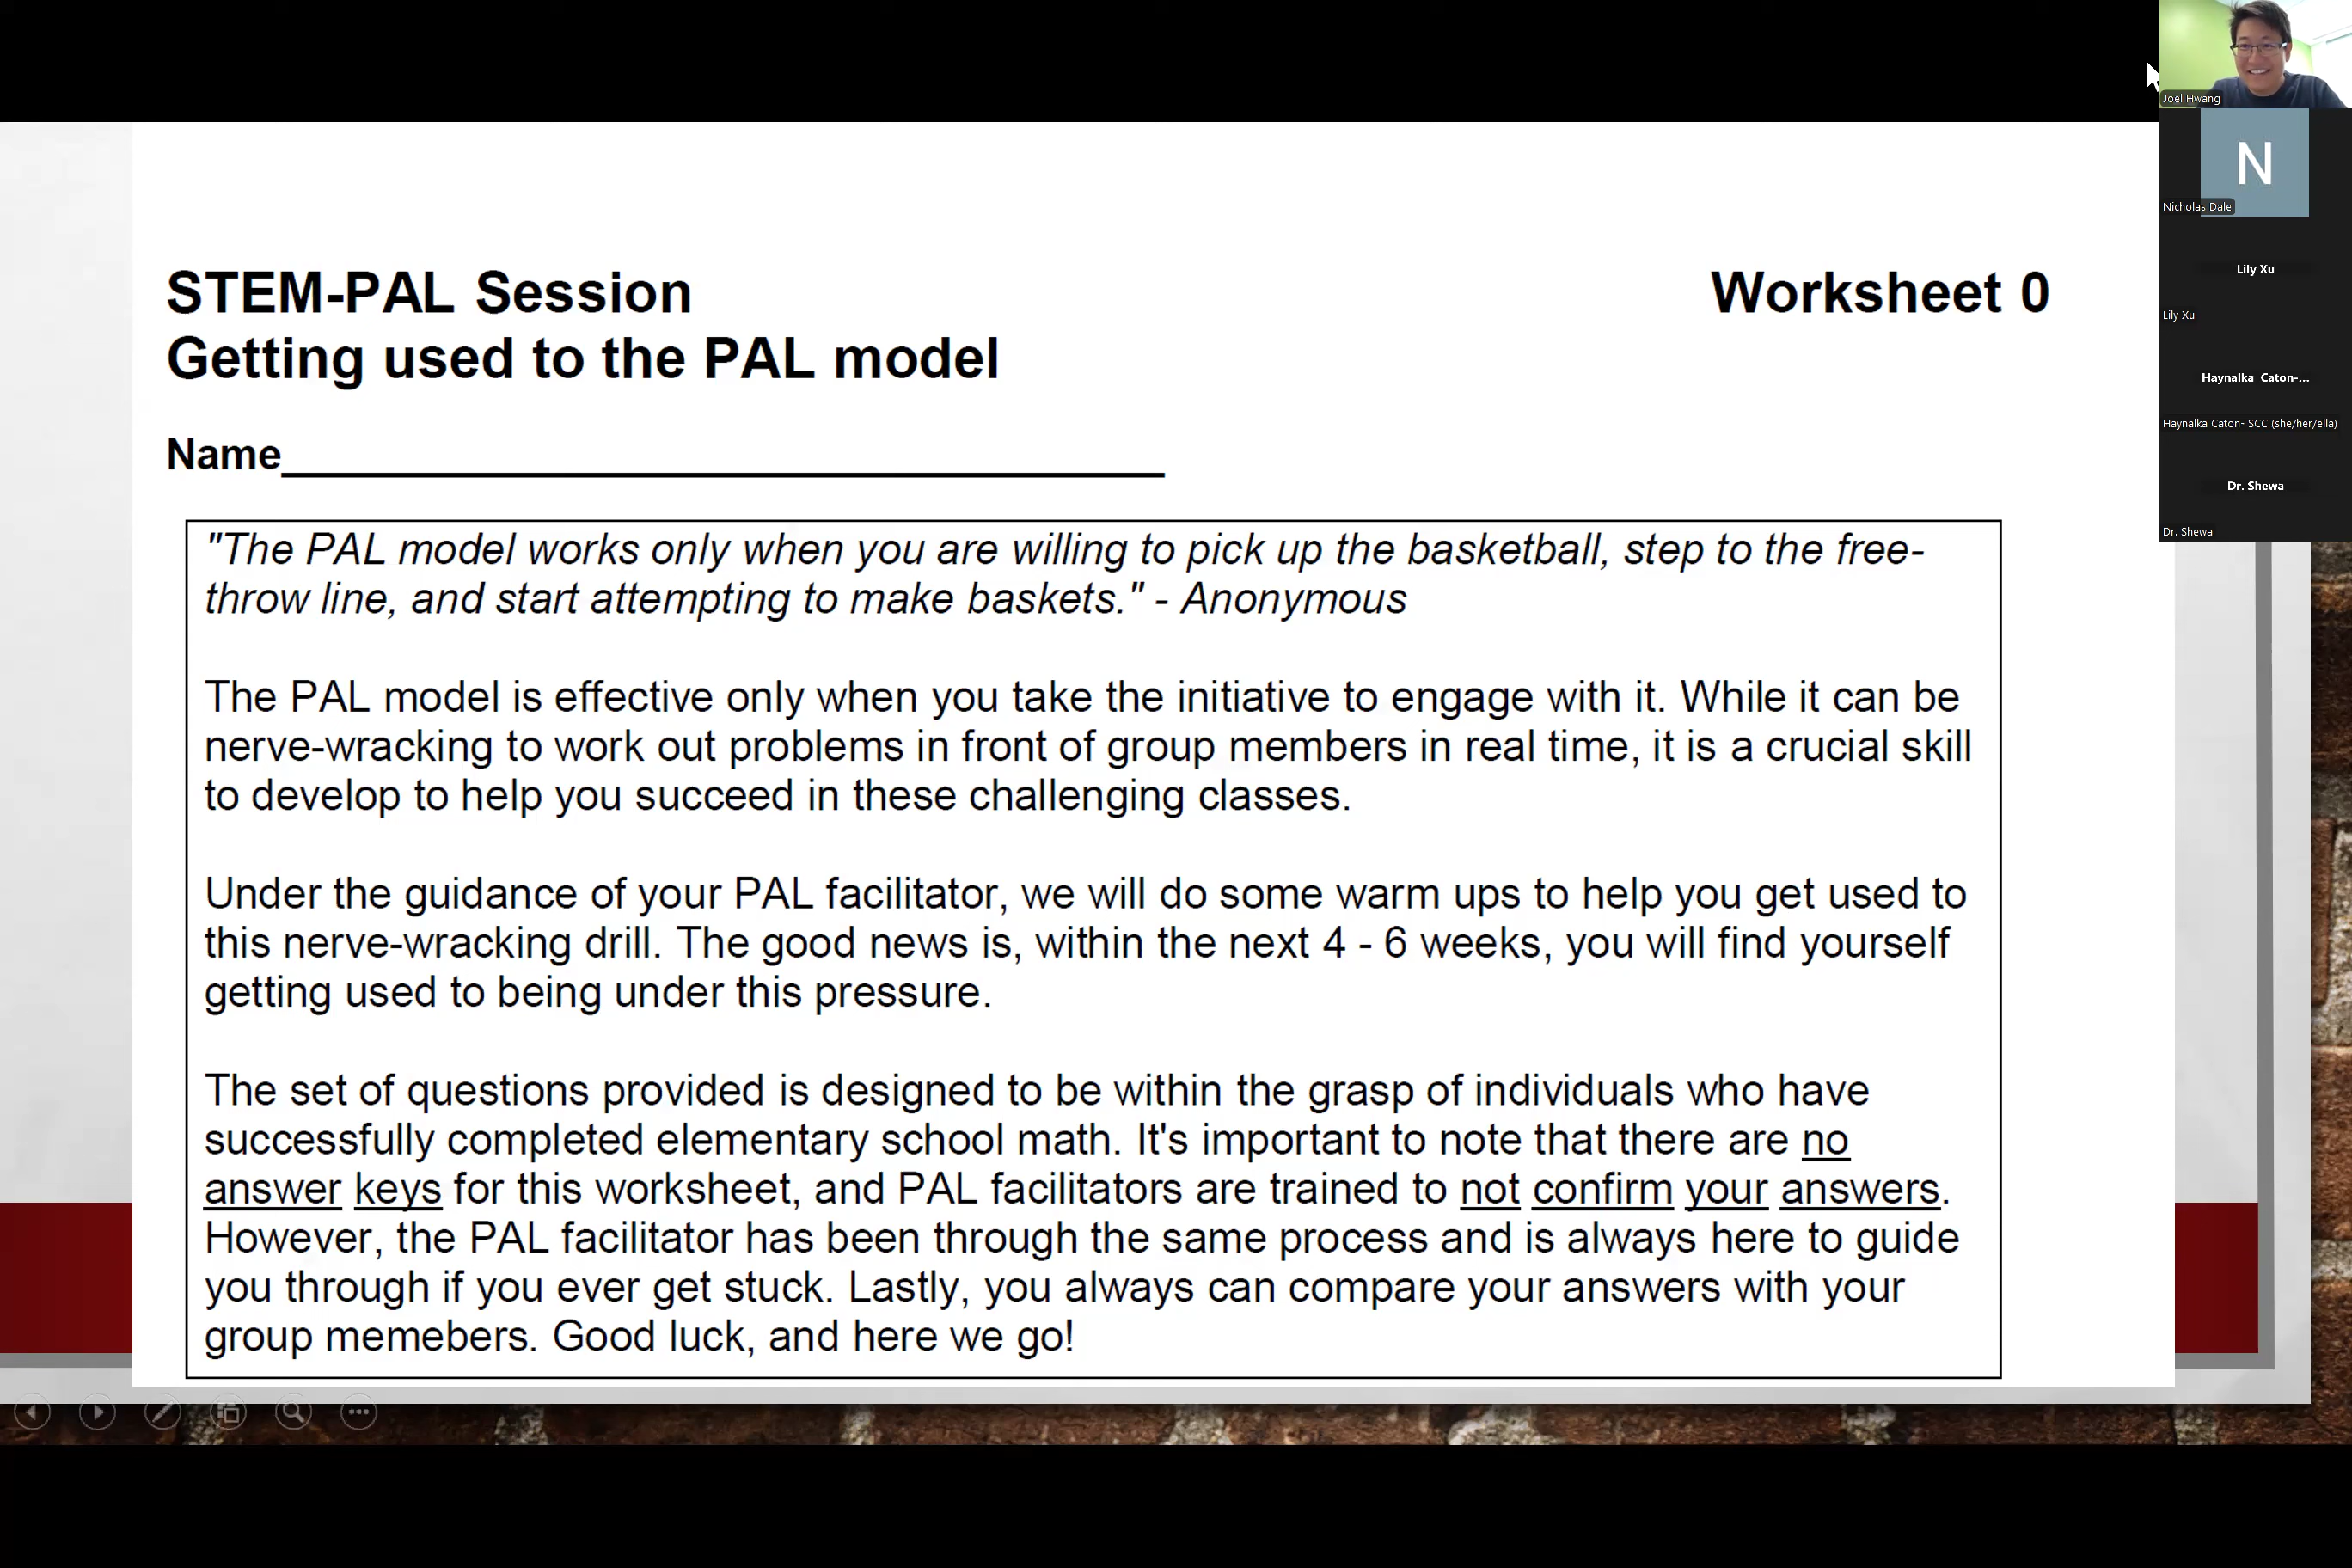 Joel Hwang
N
Nicholas Dale
Lily Xu
Lily Xu
Haynalka Caton-...
Haynalka Caton- SCC (she/her/ella)
Dr. Shewa
Dr. Shewa
STEM-PAL Session
Worksheet 0
Getting used to the PAL model
Name
"The PAL model works only when you are willing to pick up the basketball, step to the free-
throw line, and start attempting to make baskets." - Anonymous
The PAL model is effective only when you take the initiative to engage with it. While it can be
nerve-wracking to work out problems in front of group members in real time, it is a crucial skill
to develop to help you succeed in these challenging classes.
Under the guidance of your PAL facilitator, we will do some warm ups to help you get used to
this nerve-wracking drill. The good news is, within the next 4 - 6 weeks, you will find yourself
getting used to being under this pressure.
The set of questions provided is designed to be within the grasp of individuals who have
successfully completed elementary school math. It's important to note that there are no
answer keys for this worksheet, and PAL facilitators are trained to not confirm your answers.
However, the PAL facilitator has been through the same process and is always here to guide
you through if you ever get stuck. Lastly, you always can compare your answers with your
group memebers. Good luck, and here we go!